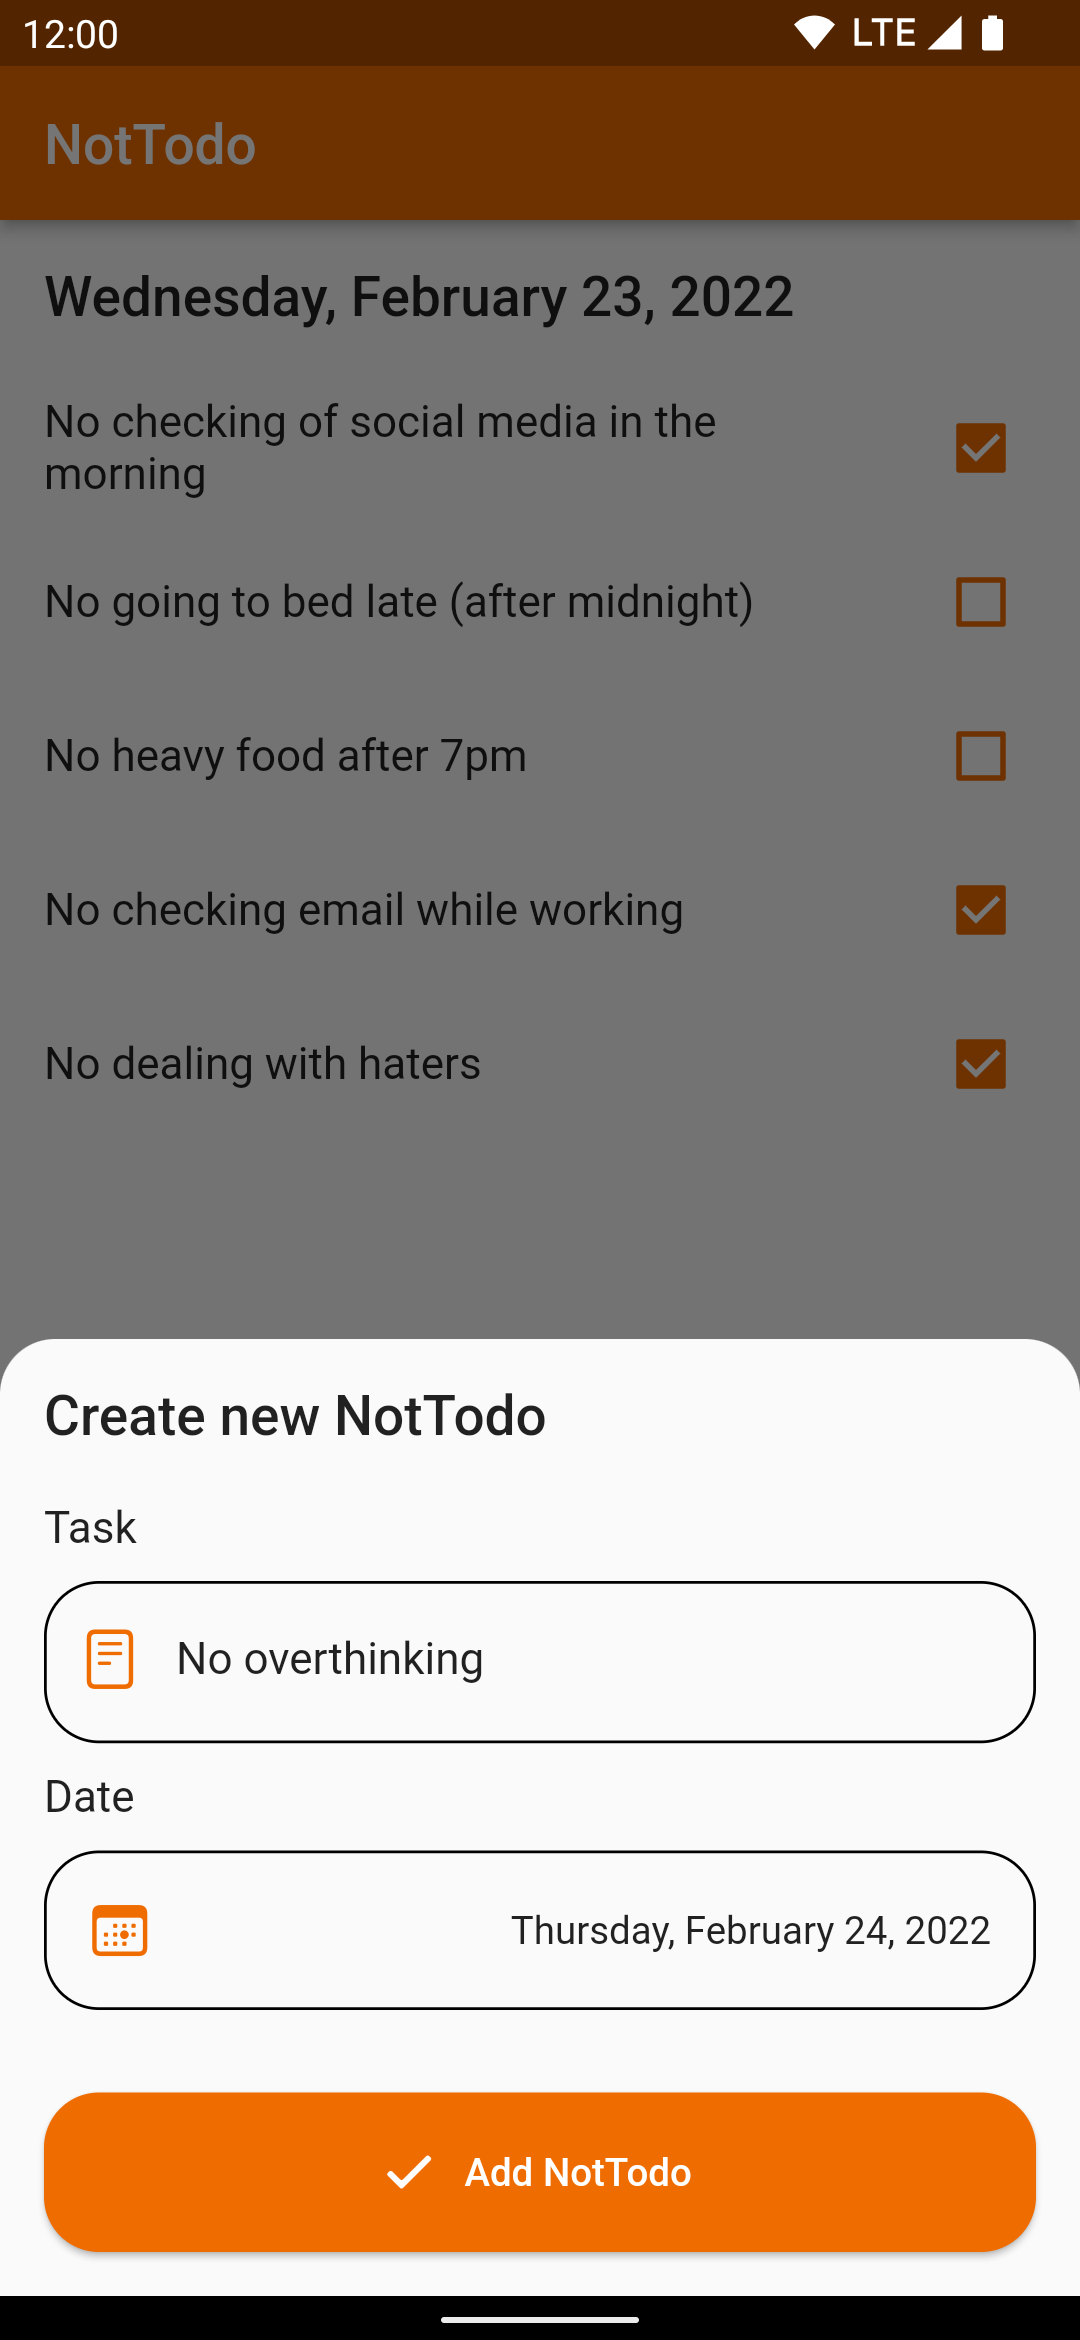 12:00
LTE
NotTodo
Wednesday, February 23, 2022
No checking of social media in the
morning
No going to bed late (after midnight)
No heavy food after 7pm
No checking email while working
No dealing with haters
Create new NotTodo
Task
No overthinking
Date
Thursday, February 24, 2022
Add NotTodo